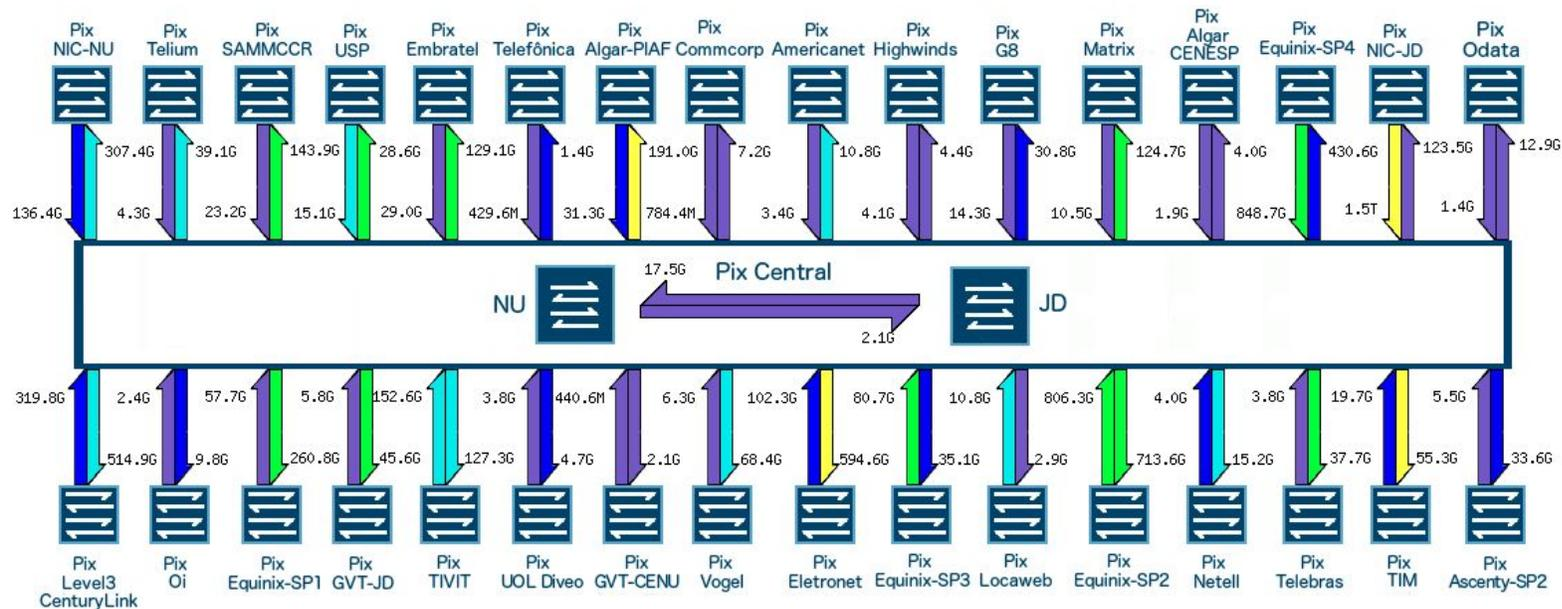 Pix
NIC-NU
Pix
Telium
Pix
SAMMCCR
Pix
USP
Pix
Embratel
Pix
Telefônica
Pix
Algar-PIAF
Pix
Commcorp
Pix
Americanet
Pix
Highwinds
Pix
G8
Pix
Matrix
Pix
Algar
CENESP
Pix
Equinix-SP4
Pix
NIC-JD
Pix
Odata
307.4G 39.1G 143.9G 28.6G 129.1G 1.4G 191.0G 7.2G 10.8G 4.4G 30.8G 124.7G 4.0G 430.6G 123.5G 12.9G
136.4G 4.3G 23.2G 15.1G 29.0G 429.6M 31.3G 784.4M 3.4G 4.1G 14.3G 10.5G 1.9G 848.7G 1.5T 1.4G
17.5G Pix Central
NU JD
2.1G
319.8G 2.4G 57.7G 5.8G 152.6G 3.8G 440.6M 6.3G 102.3G 80.7G 10.8G 806.3G 4.0G 3.8G 19.7G 5.5G
514.9G 9.8G 260.8G 45.6G 127.3G 4.7G 2.1G 68.4G 594.6G 35.1G 2.9G 713.6G 15.2G 37.7G 55.3G 33.6G
Pix
Level3
CenturyLink
Pix
Oi
Pix
Equinix-SP1
Pix
GVT-JD
Pix
TIVIT
Pix
UOL Diveo
Pix
GVT-CENU
Pix
Vogel
Pix
Eletronet
Pix
Equinix-SP3
Pix
Locaweb
Pix
Equinix-SP2
Pix
Netell
Pix
Telebras
Pix
TIM
Pix
Ascenty-SP2